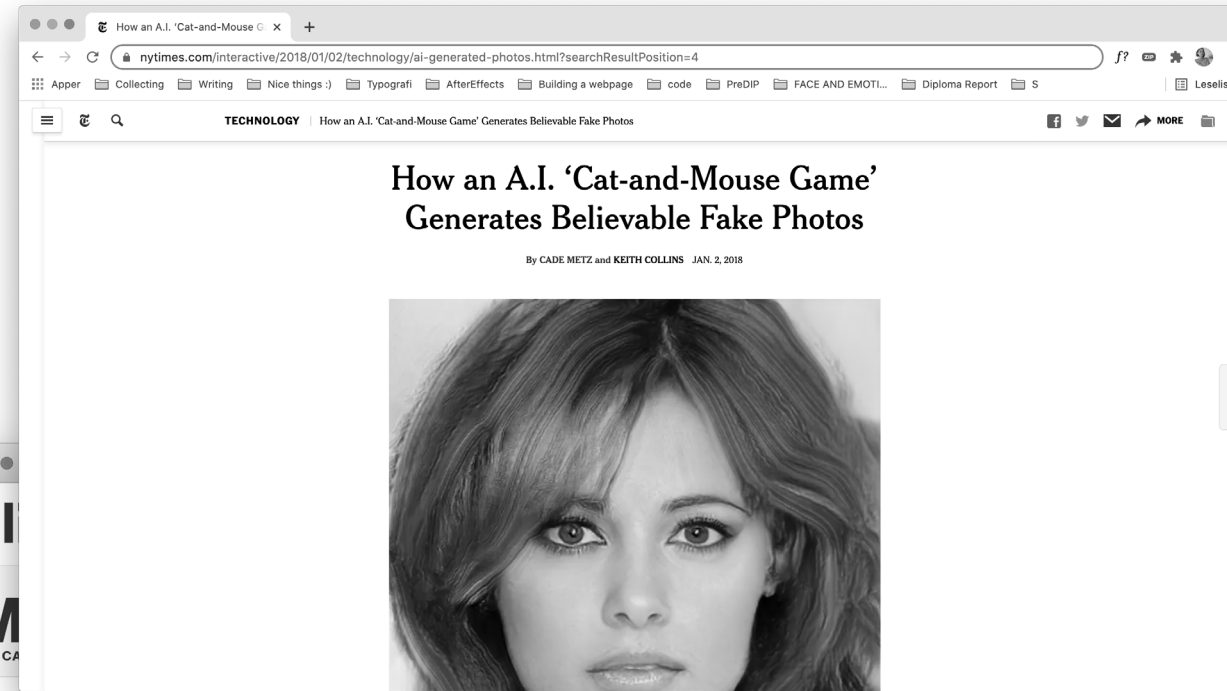 How an A.I. ‘Cat-and-Mouse G
nytimes.com/interactive/2018/01/02/technology/ai-generated-photos.html?searchResultPosition=4
f?
ZIP
Apper Collecting Writing Nice things :) Typografi AfterEffects Building a webpage code PreDIP FACE AND EMOTI... Diploma Report S Leselis
TECHNOLOGY How an A.I. ‘Cat-and-Mouse Game’ Generates Believable Fake Photos MORE
How an A.I. ‘Cat-and-Mouse Game’
Generates Believable Fake Photos
By CADE METZ and KEITH COLLINS JAN. 2, 2018
CA